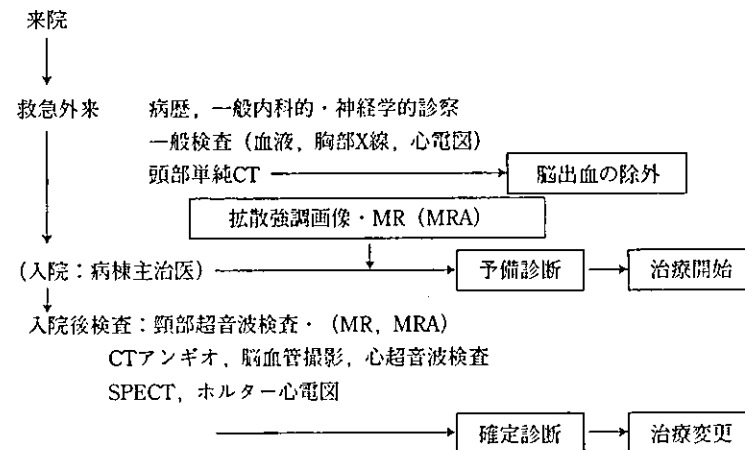 来院
救急外来 病歴，一般内科的・神経学的診察
一般検査（血液，胸部X線，心電図）
頭部単純CT 脳出血の除外
拡散強調画像・MR（MRA）
（入院：病棟主治医） 予備診断 治療開始
入院後検査：頸部超音波検査・（MR，MRA）
CTアンギオ，脳血管撮影，心超音波検査
SPECT，ホルター心電図
確定診断 治療変更